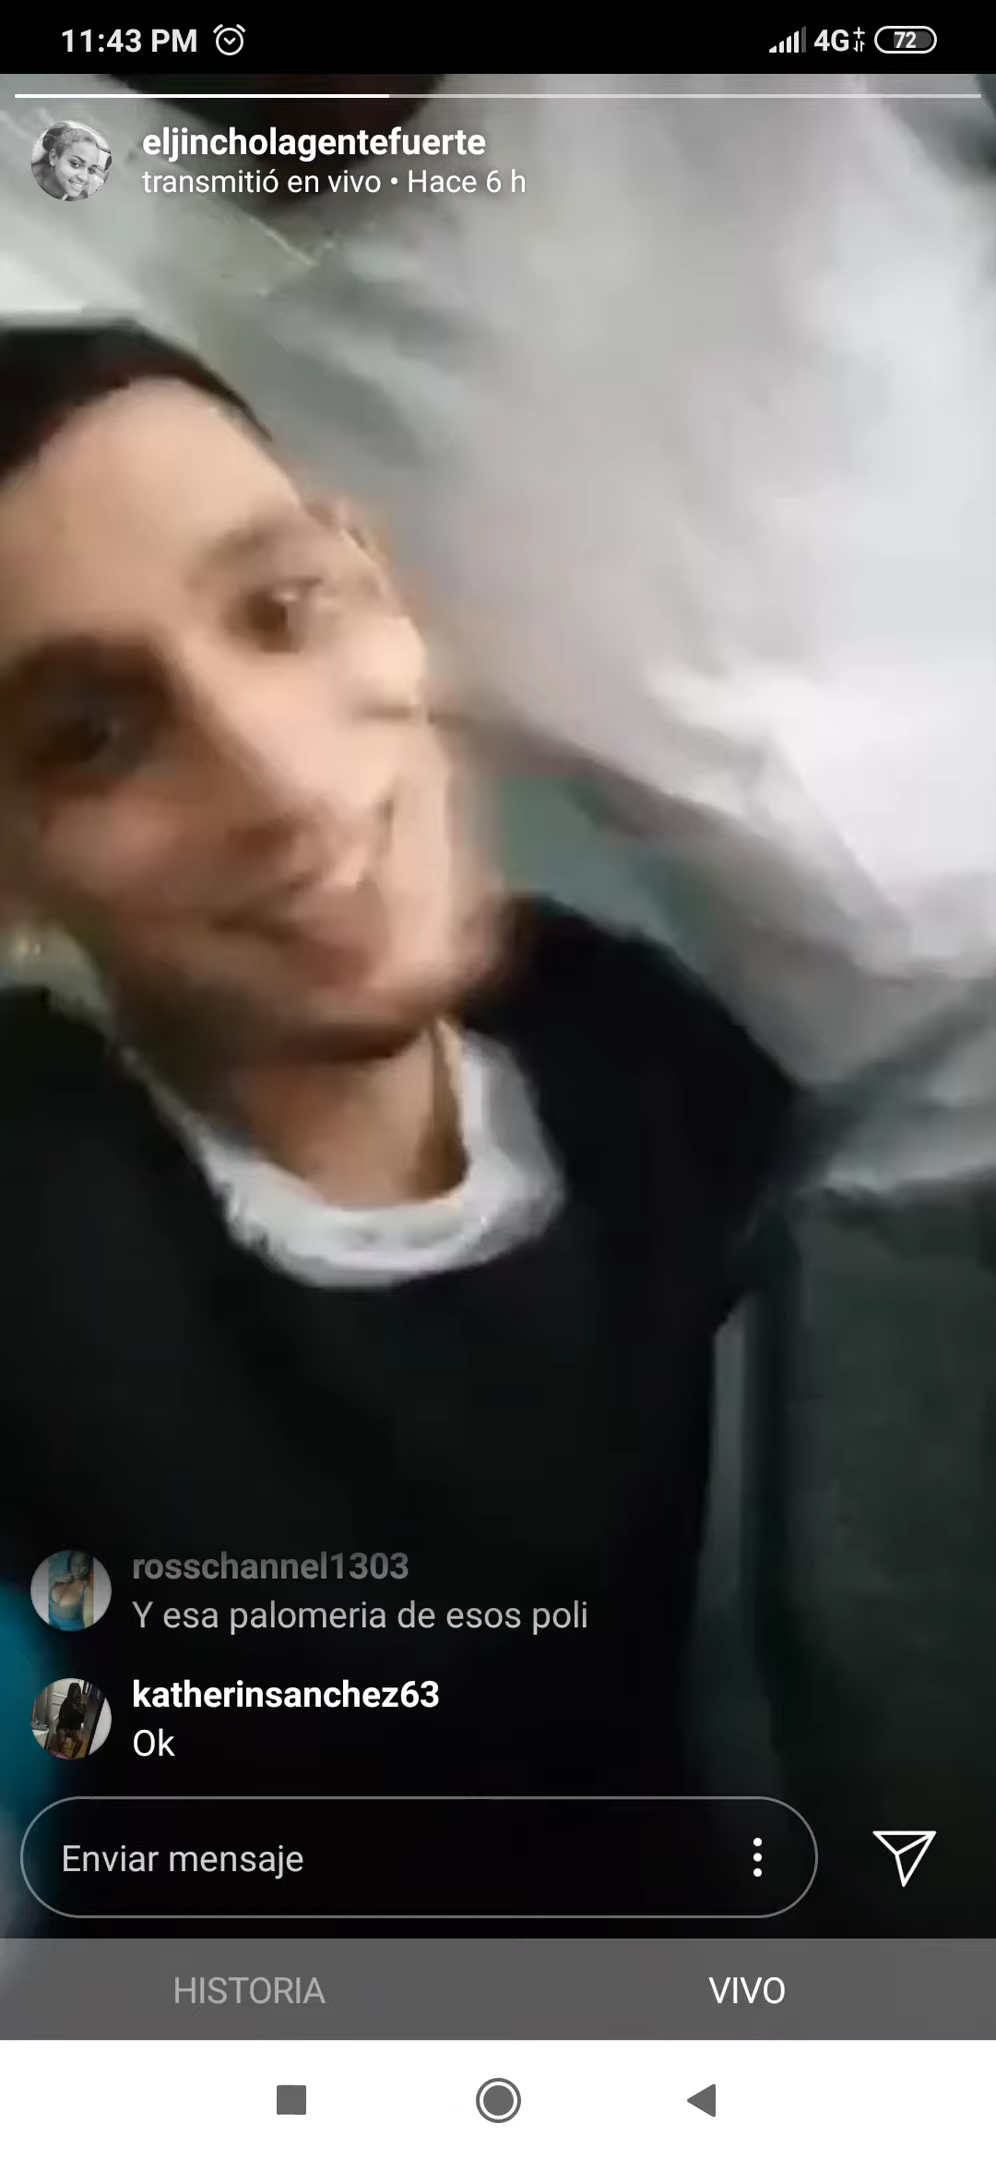 11:43 PM
4G+
72
eljincholagentefuerte
transmitió en vivo • Hace 6 h
rosschannel1303
Y esa palomeria de esos poli
katherinsanchez63
Ok
Enviar mensaje
HISTORIA
VIVO